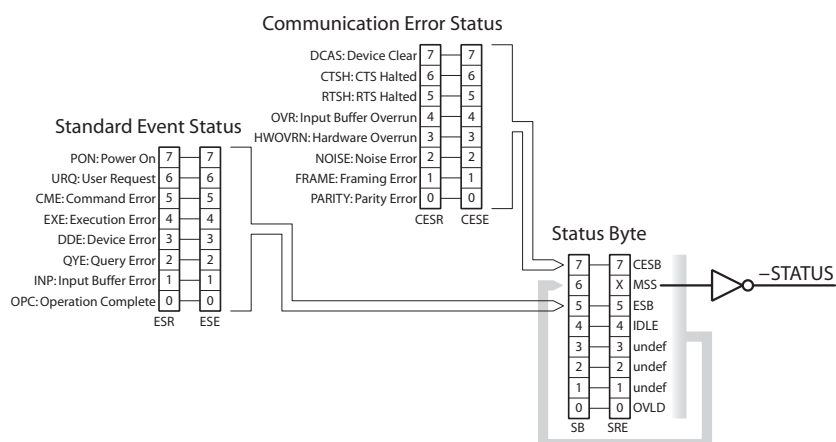 Communication Error Status
DCAS: Device Clear 7 7
CTSH: CTS Halted 6 6
RTSH: RTS Halted 5 5
OVR: Input Buffer Overrun 4 4
HWOVRN: Hardware Overrun 3 3
NOISE: Noise Error 2 2
FRAME: Framing Error 1 1
PARITY: Parity Error 0 0
CESR CESE
Standard Event Status
PON: Power On 7 7
URQ: User Request 6 6
CME: Command Error 5 5
EXE: Execution Error 4 4
DDE: Device Error 3 3
QYE: Query Error 2 2
INP: Input Buffer Error 1 1
OPC: Operation Complete 0 0
ESR ESE
Status Byte
7 7 CESB
6 X MSS
5 5 ESB
4 4 IDLE
3 3 undef
2 2 undef
1 1 undef
0 0 OVLD
SB SRE
–STATUS